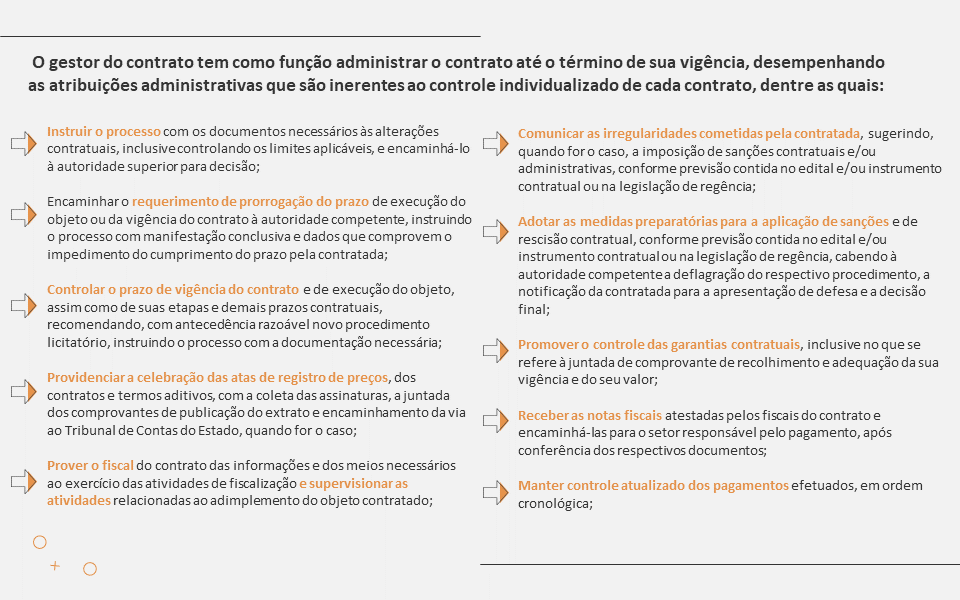 O gestor do contrato tem como função administrar o contrato até o término de sua vigência, desempenhando
as atribuições administrativas que são inerentes ao controle individualizado de cada contrato, dentre as quais:
Instruir o processo com os documentos necessários às alterações
contratuais, inclusive controlando os limites aplicáveis, e encaminhá-lo
à autoridade superior para decisão;
Encaminhar o requerimento de prorrogação do prazo de execução do
objeto ou da vigência do contrato à autoridade competente, instruindo
o processo com manifestação conclusiva e dados que comprovem o
impedimento do cumprimento do prazo pela contratada;
Controlar o prazo de vigência do contrato e de execução do objeto,
assim como de suas etapas e demais prazos contratuais,
recomendando, com antecedência razoável novo procedimento
licitatório, instruindo o processo com a documentação necessária;
Providenciar a celebração das atas de registro de preços, dos
contratos e termos aditivos, com a coleta das assinaturas, a juntada
dos comprovantes de publicação do extrato e encaminhamento da via
ao Tribunal de Contas do Estado, quando for o caso;
Prover o fiscal do contrato das informações e dos meios necessários
ao exercício das atividades de fiscalização e supervisionar as
atividades relacionadas ao adimplemento do objeto contratado;
Comunicar as irregularidades cometidas pela contratada, sugerindo,
quando for o caso, a imposição de sanções contratuais e/ou
administrativas, conforme previsão contida no edital e/ou instrumento
contratual ou na legislação de regência;
Adotar as medidas preparatórias para a aplicação de sanções e de
rescisão contratual, conforme previsão contida no edital e/ou
instrumento contratual ou na legislação de regência, cabendo à
autoridade competente a deflagração do respectivo procedimento, a
notificação da contratada para a apresentação de defesa e a decisão
final;
Promover o controle das garantias contratuais, inclusive no que se
refere à juntada de comprovante de recolhimento e adequação da sua
vigência e do seu valor;
Receber as notas fiscais atestadas pelos fiscais do contrato e
encaminhá-las para o setor responsável pelo pagamento, após
conferência dos respectivos documentos;
Manter controle atualizado dos pagamentos efetuados, em ordem
cronológica;